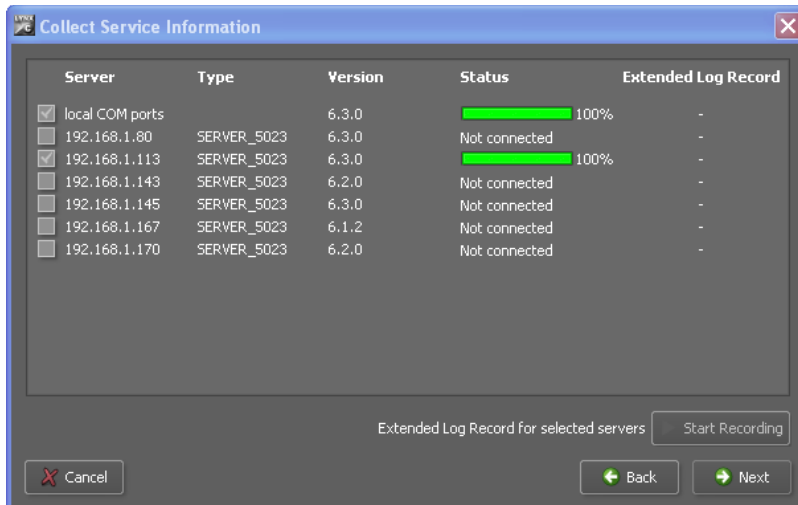 LYNX
C
Collect Service Information
Server Type Version Status Extended Log Record
local COM ports 6.3.0 100% -
192.168.1.80 SERVER_5023 6.3.0 Not connected -
192.168.1.113 SERVER_5023 6.3.0 100% -
192.168.1.143 SERVER_5023 6.2.0 Not connected -
192.168.1.145 SERVER_5023 6.3.0 Not connected -
192.168.1.167 SERVER_5023 6.1.2 Not connected -
192.168.1.170 SERVER_5023 6.2.0 Not connected -
Extended Log Record for selected servers Start Recording
Cancel Back Next